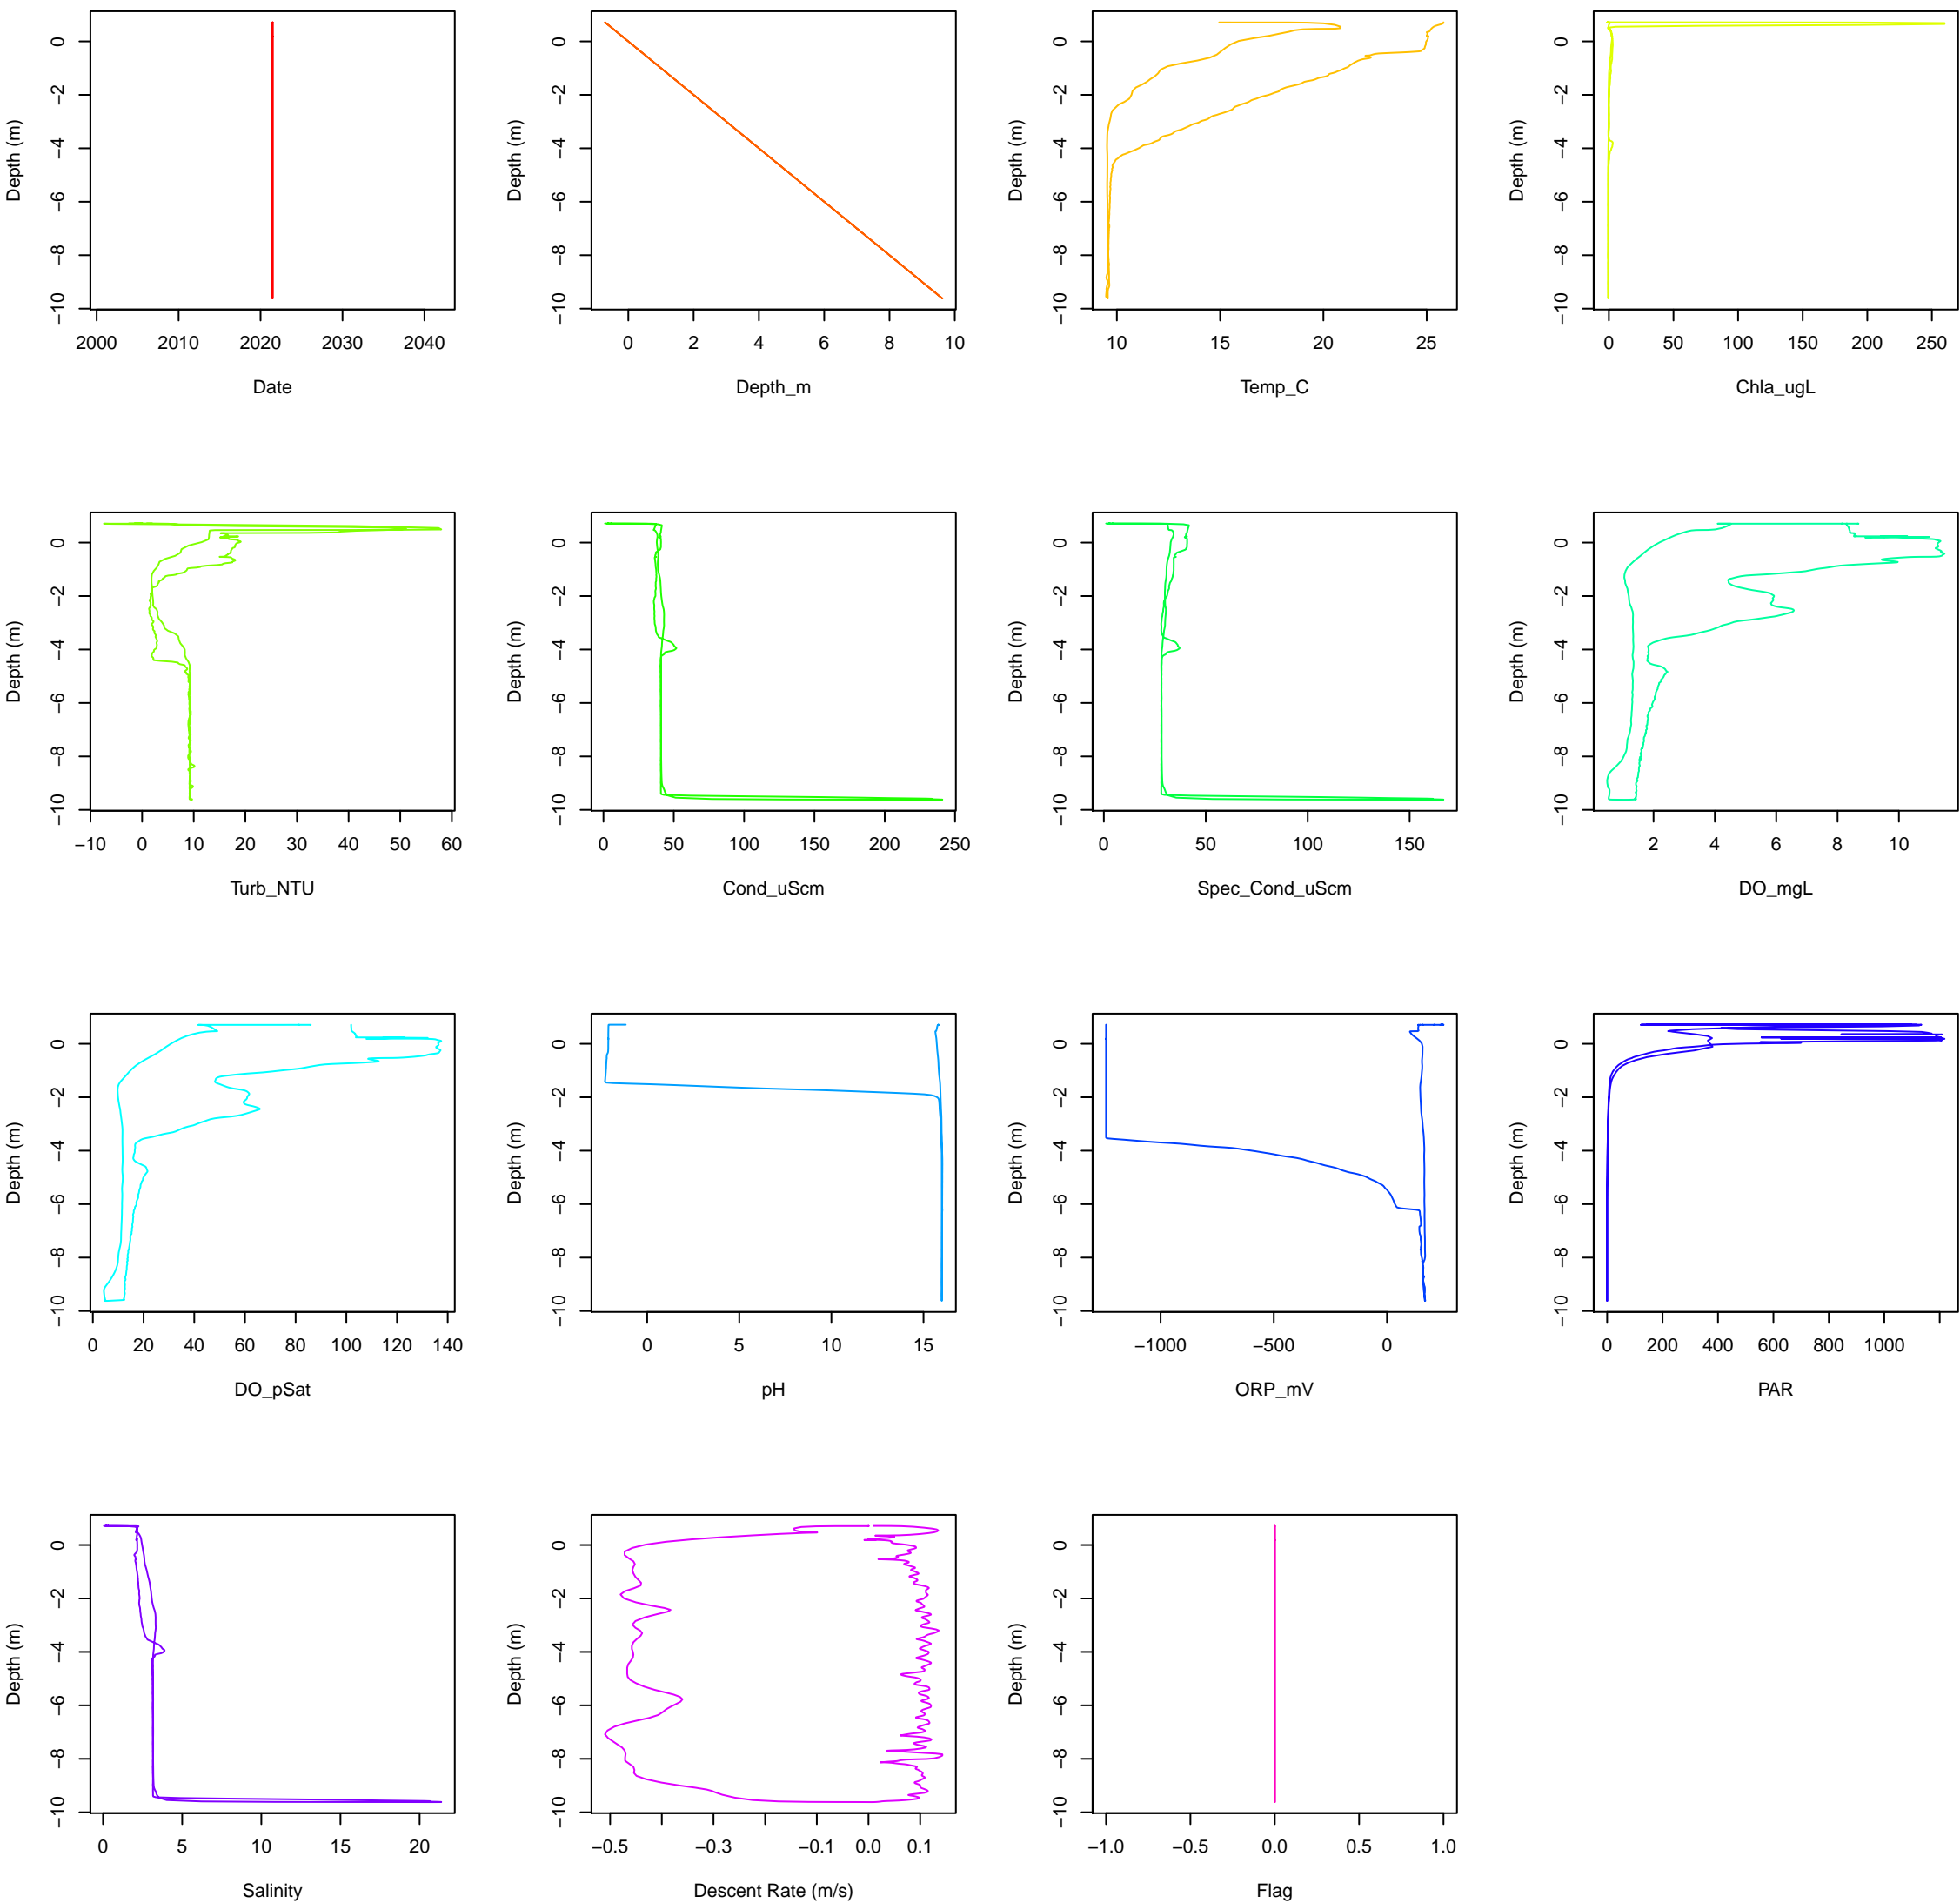 Depth (m)
0
−2
−4
−6
−8
−10
2000 2010 2020 2030 2040
Date
Depth (m)
0
−2
−4
−6
−8
−10
0 2 4 6 8 10
Depth_m
Depth (m)
0
−2
−4
−6
−8
−10
10 15 20 25
Temp_C
Depth (m)
0
−2
−4
−6
−8
−10
0 50 100 150 200 250
Chla_ugL
Depth (m)
0
−2
−4
−6
−8
−10
−10 0 10 20 30 40 50 60
Turb_NTU
Depth (m)
0
−2
−4
−6
−8
−10
0 50 100 150 200 250
Cond_uScm
Depth (m)
0
−2
−4
−6
−8
−10
0 50 100 150
Spec_Cond_uScm
Depth (m)
0
−2
−4
−6
−8
−10
2 4 6 8 10
DO_mgL
Depth (m)
0
−2
−4
−6
−8
−10
0 20 40 60 80 100 120 140
DO_pSat
Depth (m)
0
−2
−4
−6
−8
−10
0 5 10 15
pH
Depth (m)
0
−2
−4
−6
−8
−10
−1000 −500 0
ORP_mV
Depth (m)
0
−2
−4
−6
−8
−10
0 200 400 600 800 1000
PAR
Depth (m)
0
−2
−4
−6
−8
−10
0 5 10 15 20
Salinity
Depth (m)
0
−2
−4
−6
−8
−10
−0.5 −0.3 −0.1 0.0 0.1
Descent Rate (m/s)
Depth (m)
0
−2
−4
−6
−8
−10
−1.0 −0.5 0.0 0.5 1.0
Flag